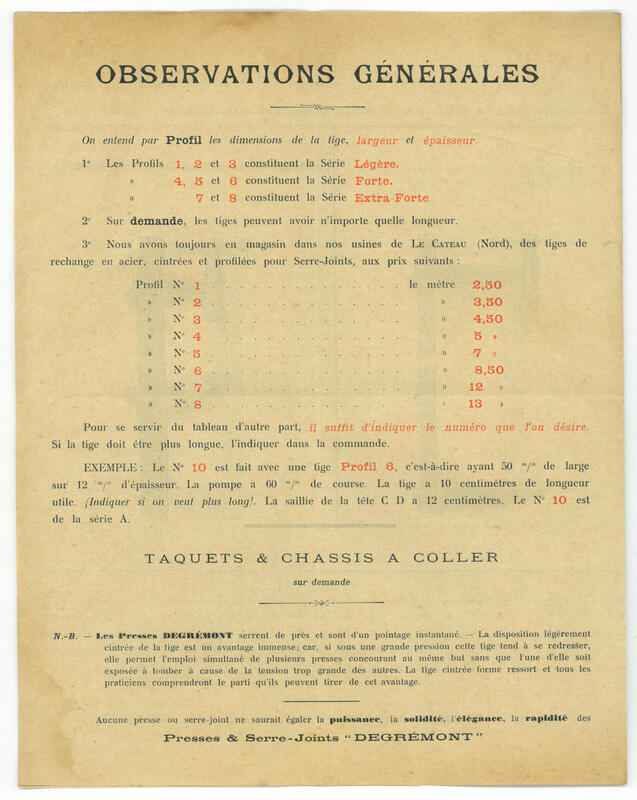 OBSERVATIONS GÉNÉRALES
On entend par Profil les dimensions de la tige, largeur et épaisseur.
1° Les Profils 1, 2 et 3 constituent la Série Légère.
» 4, 5 et 6 constituent la Série Forte.
» 7 et 8 constituent la Série Extra-Forte.
2° Sur demande, les tiges peuvent avoir n'importe quelle longueur.
3° Nous avons toujours en magasin dans nos usines de LE CATEAU (Nord), des tiges de
rechange en acier, cintrées et profilées pour Serre-Joints, aux prix suivants :
Profil N° 1 . . . . . . . . . . . . le mètre 2,50
» N° 2 . . . . . . . . . . . . » 3,50
» N° 3 . . . . . . . . . . . . » 4,50
» N° 4 . . . . . . . . . . . . » 5 »
» N° 5 . . . . . . . . . . . . » 7 »
» N° 6 . . . . . . . . . . . . » 8,50
» N° 7 . . . . . . . . . . . . » 12 »
» N° 8 . . . . . . . . . . . . » 13 »
Pour se servir du tableau d'autre part, il suffit d'indiquer le numéro que l'on désire.
Si la tige doit être plus longue, l'indiquer dans la commande.
EXEMPLE : Le N° 10 est fait avec une tige Profil 6, c'est-à-dire ayant 50 m/m de large
sur 12 m/m d'épaisseur. La pompe a 60 m/m de course. La tige a 10 centimètres de longueur
utile. (Indiquer si on veut plus long). La saillie de la tête C D a 12 centimètres. Le N° 10 est
de la série A.
TAQUETS & CHASSIS A COLLER
sur demande
N.-B. — Les Presses DEGRÉMONT serrent de près et sont d'un pointage instantané. — La disposition légèrement
cintrée de la tige est un avantage immense; car, si sous une grande pression cette tige tend à se redresser,
elle permet l'emploi simultané de plusieurs presses concourant au même but sans que l'une d'elle soit
exposée à tomber à cause de la tension trop grande des autres. La tige cintrée forme ressort et tous les
praticiens comprendront le parti qu'ils peuvent tirer de cet avantage.
Aucune presse ou serre-joint ne saurait égaler la puissance, la solidité, l'élégance, la rapidité des
Presses & Serre-Joints "DEGRÉMONT"